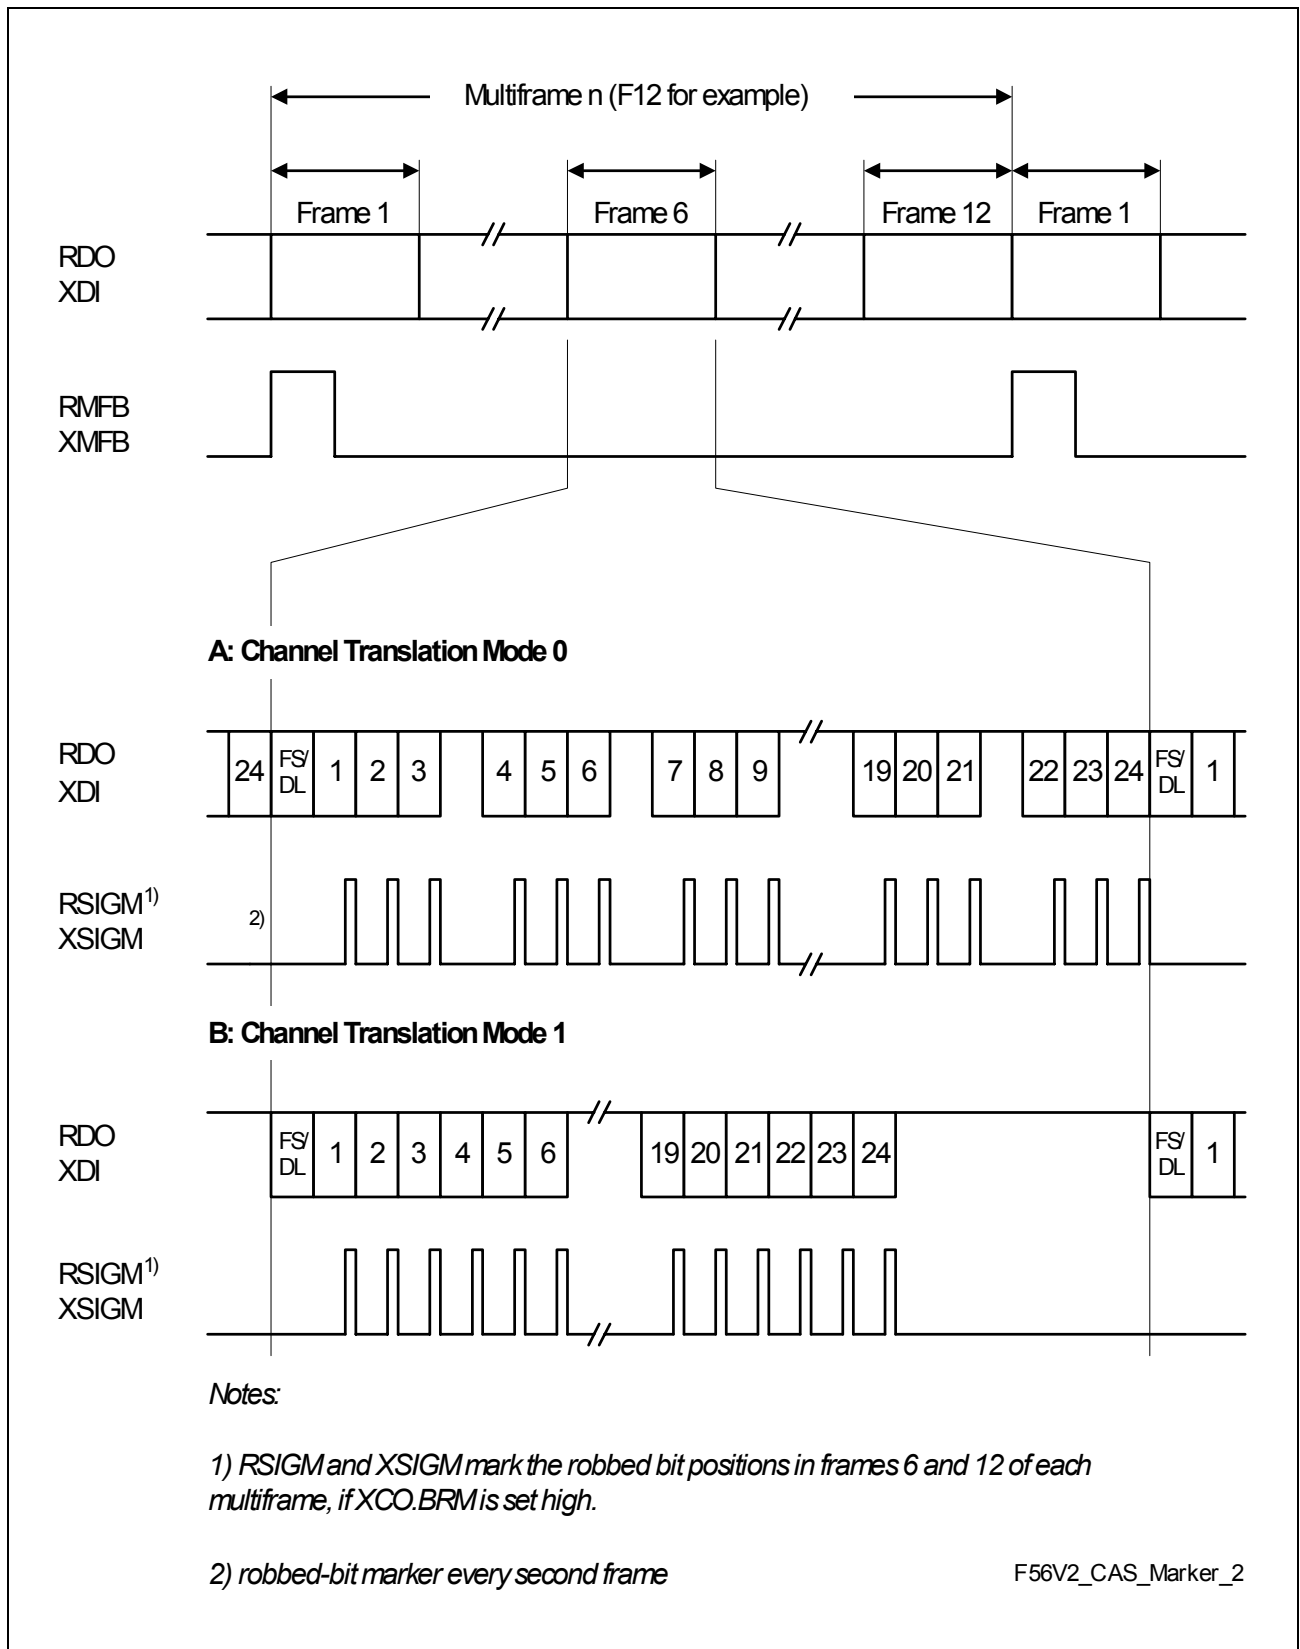 Multiframe n (F12 for example)
Frame 1 Frame 6 Frame 12 Frame 1
RDO
XDI
RMFB
XMFB
A: Channel Translation Mode 0
RDO
XDI
24 FS/DL 1 2 3 4 5 6 7 8 9 19 20 21 22 23 24 FS/DL 1
RSIGM1)
XSIGM
2)
B: Channel Translation Mode 1
RDO
XDI
FS/DL 1 2 3 4 5 6 19 20 21 22 23 24 FS/DL 1
RSIGM1)
XSIGM
Notes:
1) RSIGM and XSIGM mark the robbed bit positions in frames 6 and 12 of each
multiframe, if XCO.BRM is set high.
2) robbed-bit marker every second frame
F56V2_CAS_Marker_2